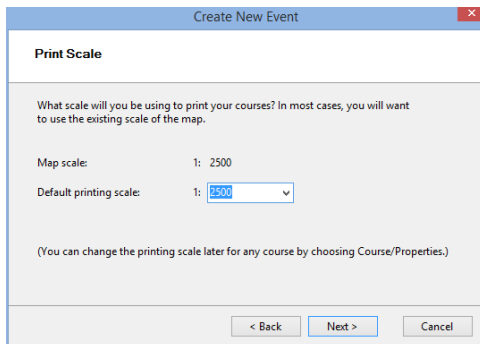 Create New Event
Print Scale
What scale will you be using to print your courses? In most cases, you will want
to use the existing scale of the map.
Map scale: 1: 2500
Default printing scale: 1: 2500
(You can change the printing scale later for any course by choosing Course/Properties.)
< Back Next > Cancel